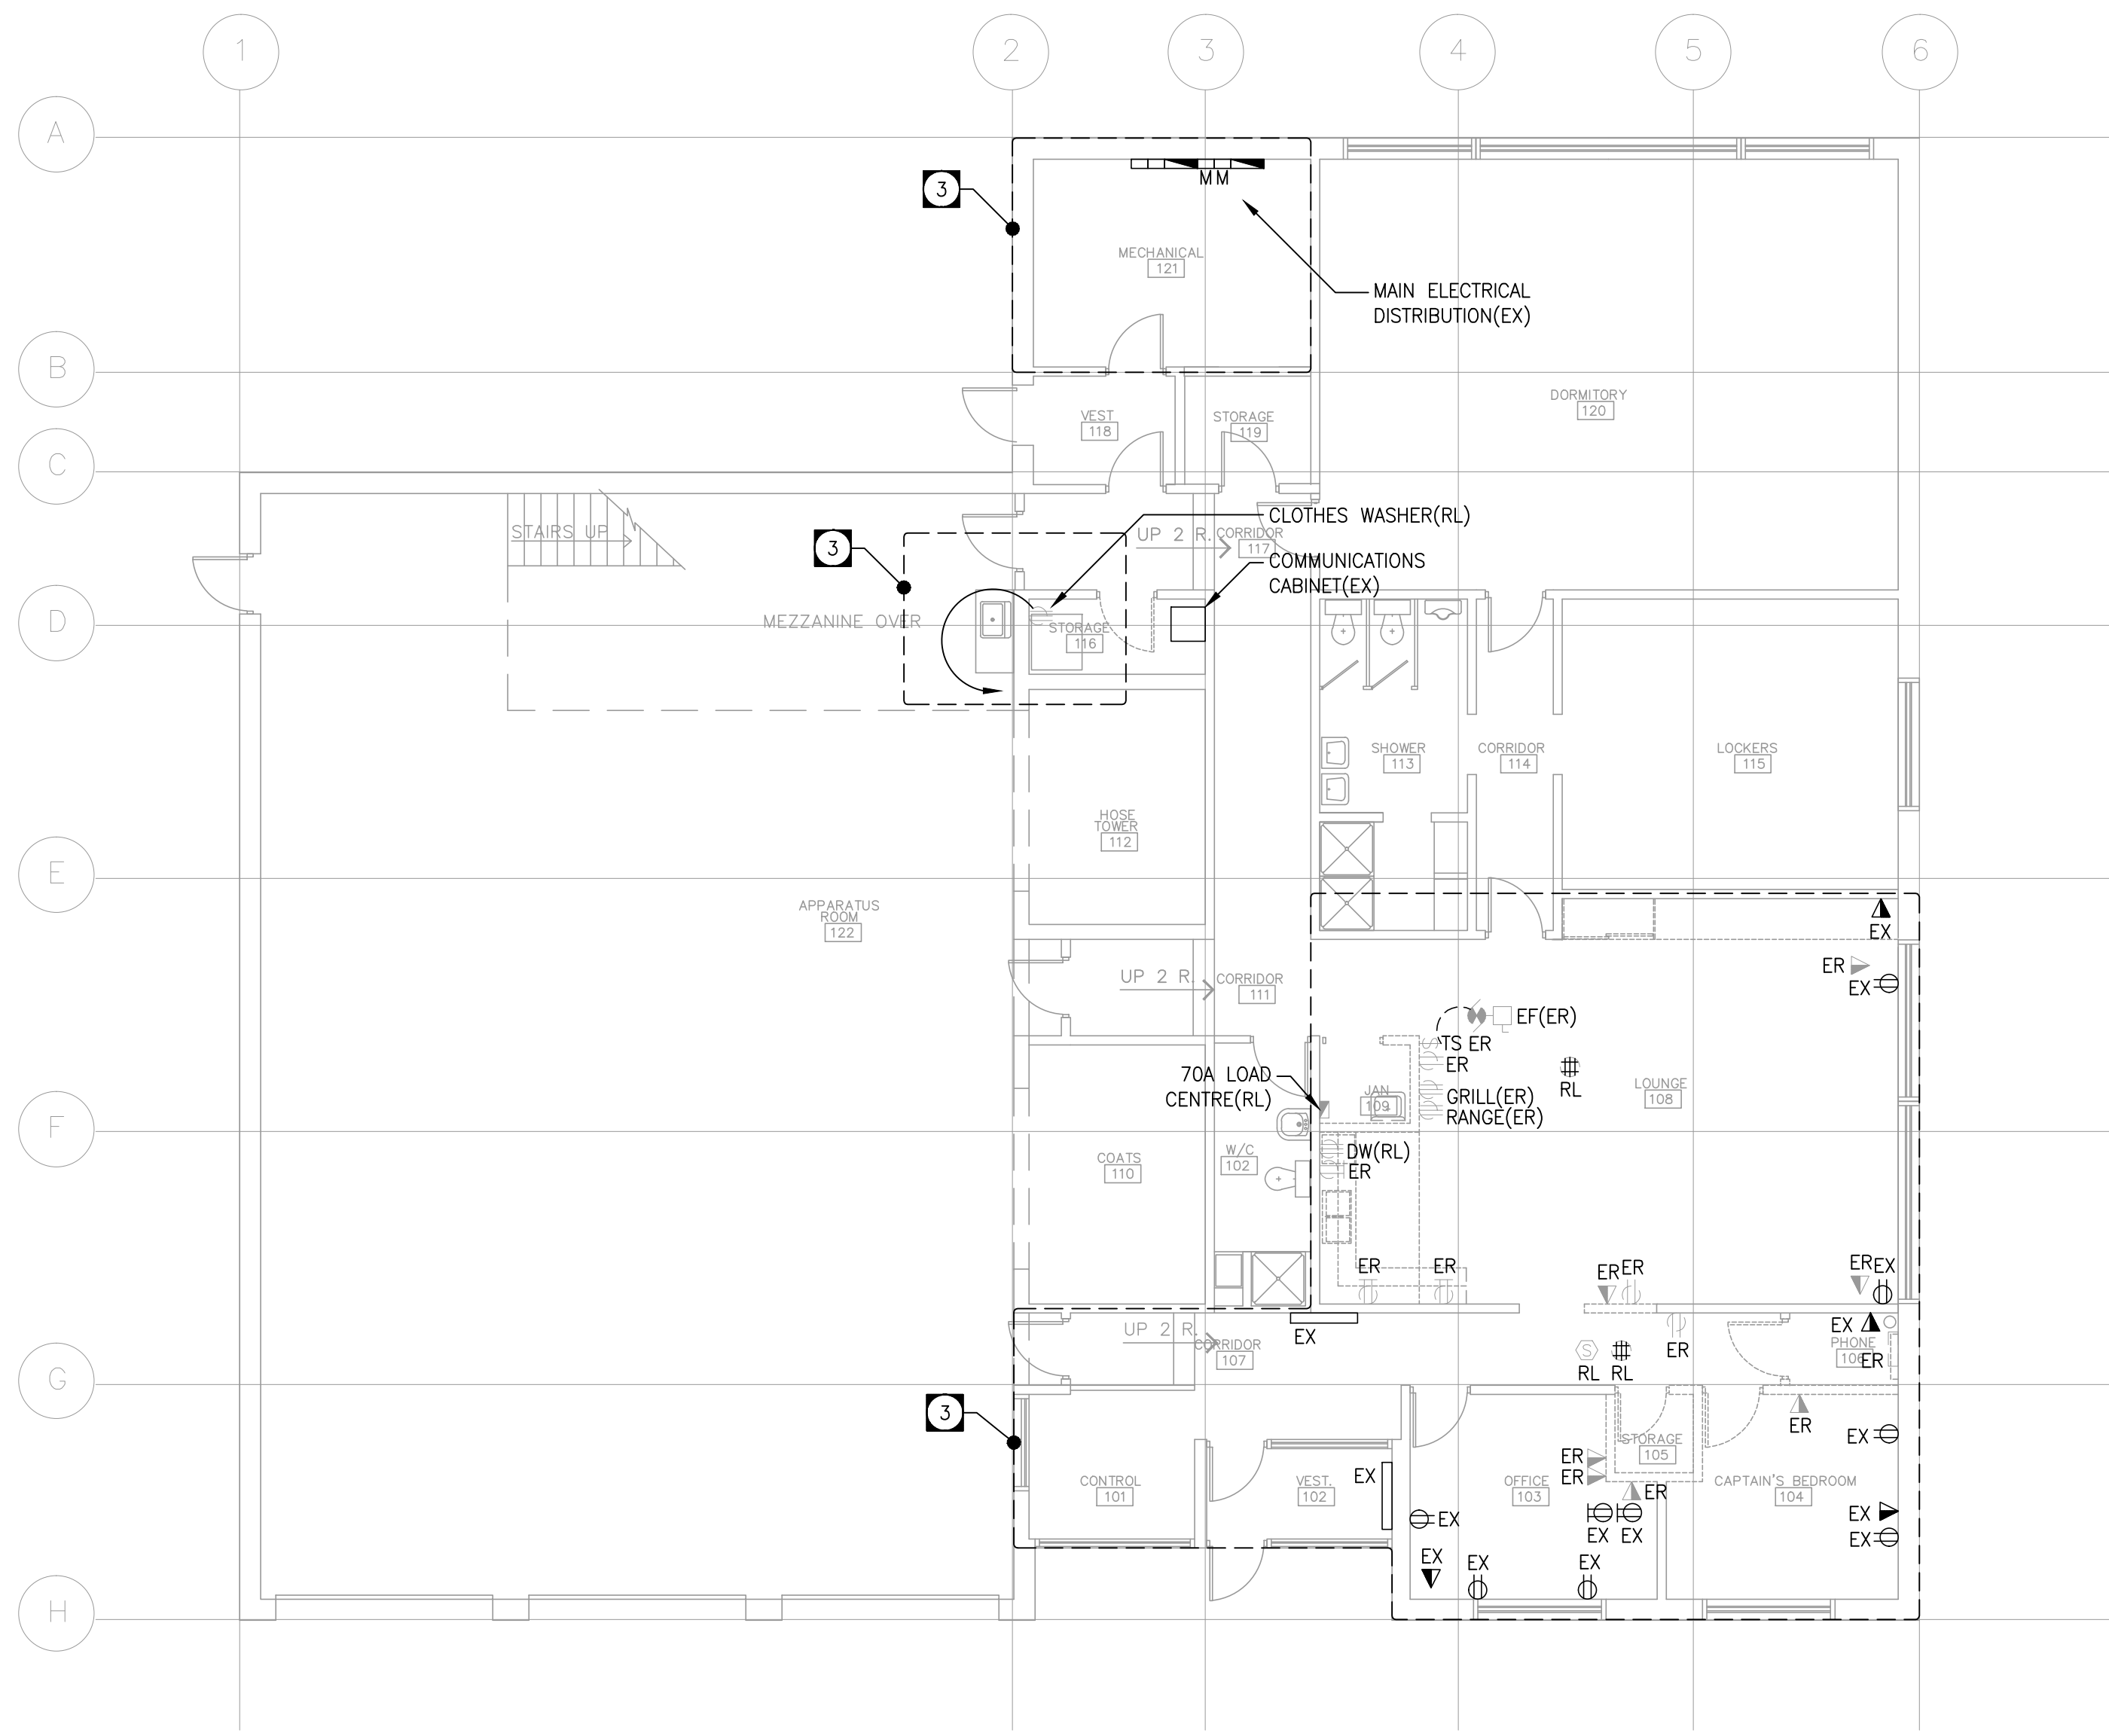 1
2
3
4
5
6
A
3
MM
MECHANICAL
121
MAIN ELECTRICAL
DISTRIBUTION(EX)
B
DORMITORY
120
VEST
118
STORAGE
119
C
CLOTHES WASHER(RL)
STAIRS UP
UP 2 R.
CORRIDOR
117
3
COMMUNICATIONS
CABINET(EX)
D
MEZZANINE OVER
STORAGE
116
SHOWER
113
CORRIDOR
114
LOCKERS
115
HOSE
TOWER
112
E
APPARATUS
ROOM
122
EX
ER
EX
UP 2 R.
CORRIDOR
111
EF(ER)
TS ER
ER
RL
70A LOAD
CENTRE(RL)
JAN
109
GRILL(ER)
RANGE(ER)
LOUNGE
108
F
COATS
110
W/C
102
DW(RL)
ER
ER
ER
ER
ER
ER
EX
UP 2 R.
CORRIDOR
107
EX
S
RL
RL
ER
EX
PHONE
106
ER
G
3
ER
EX
STORAGE
105
ER
ER
ER
CONTROL
101
VEST.
102
EX
OFFICE
103
CAPTAIN'S BEDROOM
104
EX
EX
EX
EX
EX
EX
EX
EX
H